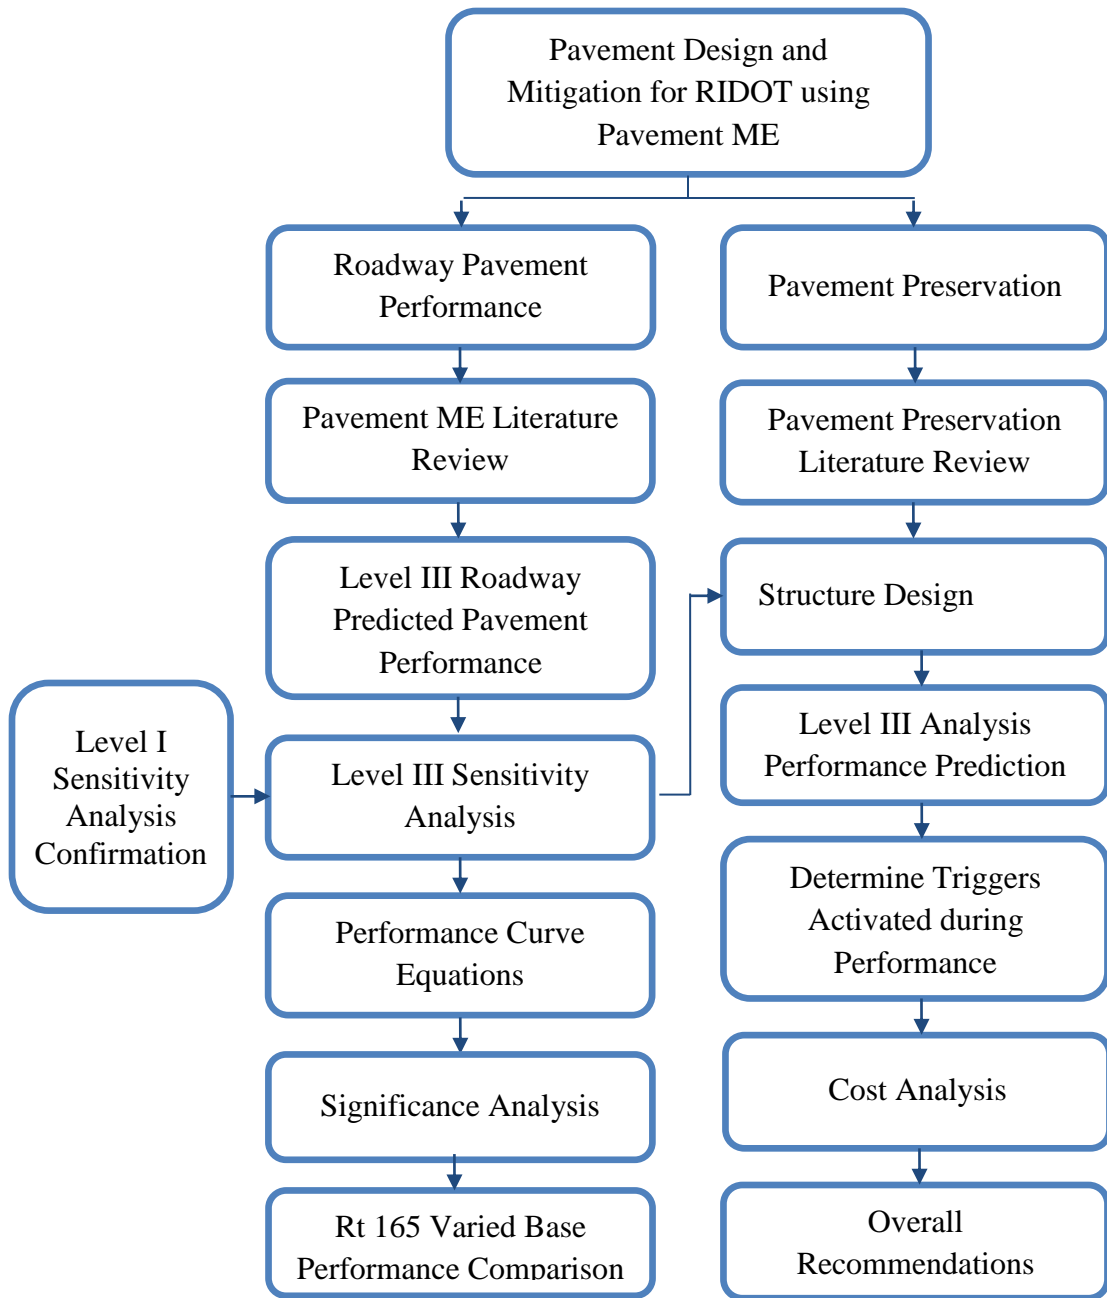 Pavement Design and
Mitigation for RIDOT using
Pavement ME
Roadway Pavement
Performance
Pavement Preservation
Pavement ME Literature
Review
Pavement Preservation
Literature Review
Level III Roadway
Predicted Pavement
Performance
Structure Design
Level I
Sensitivity
Analysis
Confirmation
Level III Sensitivity
Analysis
Level III Analysis
Performance Prediction
Performance Curve
Equations
Determine Triggers
Activated during
Performance
Significance Analysis
Cost Analysis
Rt 165 Varied Base
Performance Comparison
Overall
Recommendations